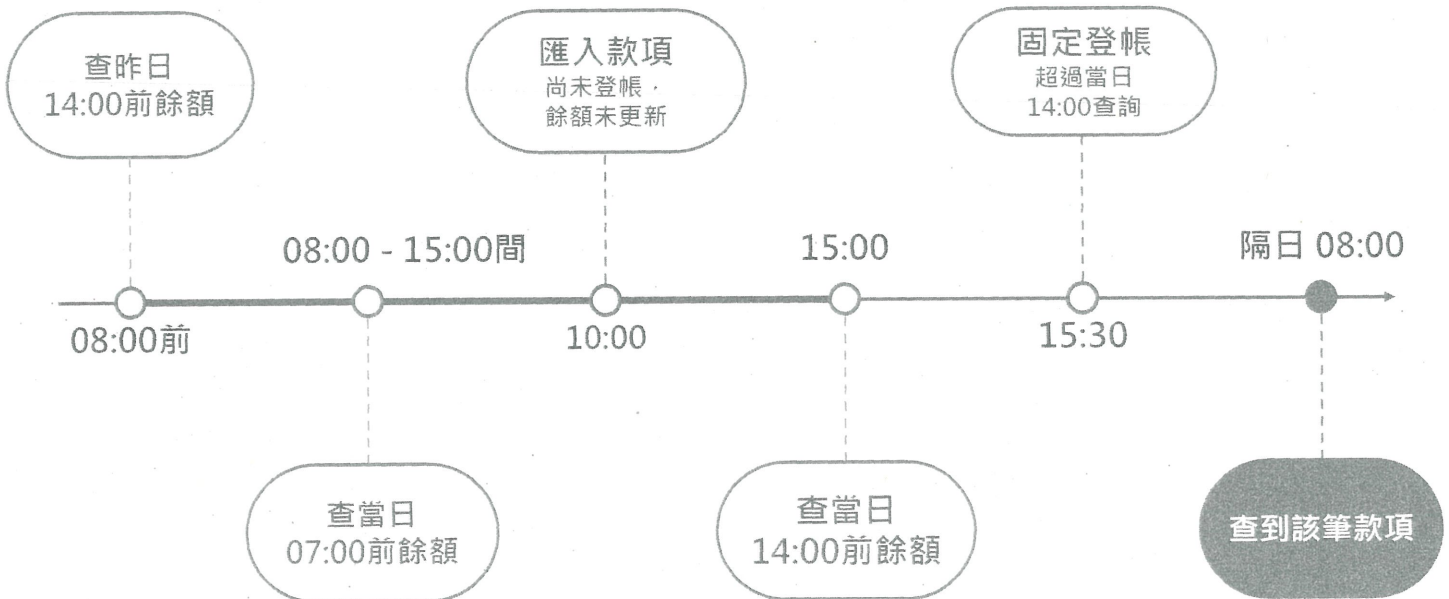 查昨日
14:00前餘額
匯入款項
尚未登帳，
餘額未更新
固定登帳
超過當日
14:00查詢
08:00 - 15:00間
15:00
隔日 08:00
08:00前
10:00
15:30
查當日
07:00前餘額
查當日
14:00前餘額
查到該筆款項